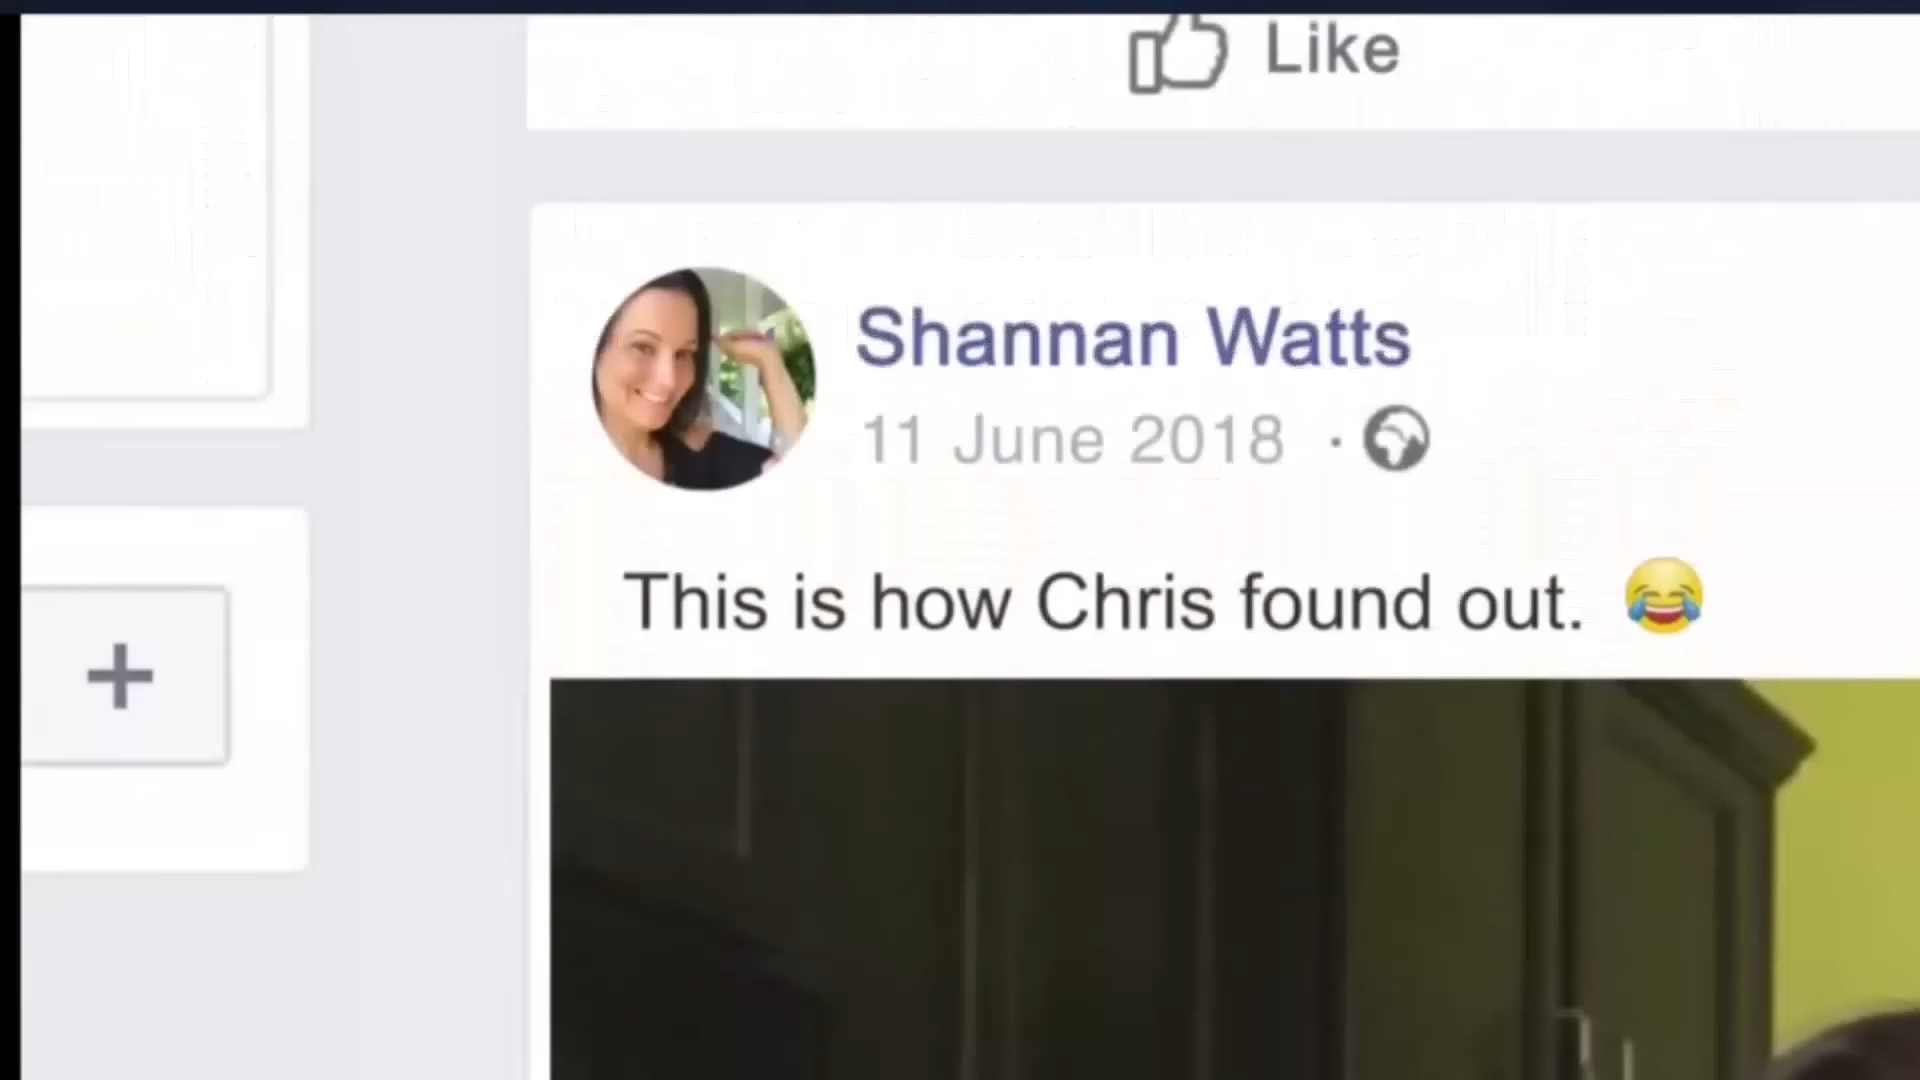 Like
Shannan Watts
11 June 2018 ·
This is how Chris found out. 😂